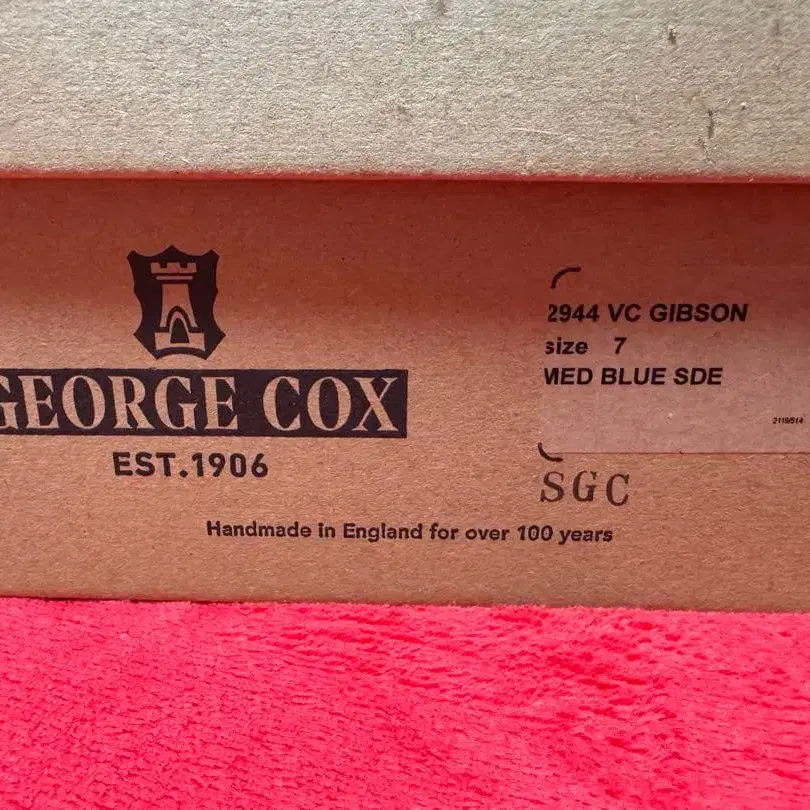 GEORGE COX
EST.1906
Handmade in England for over 100 years
2944 VC GIBSON
size 7
MED BLUE SDE
SGC